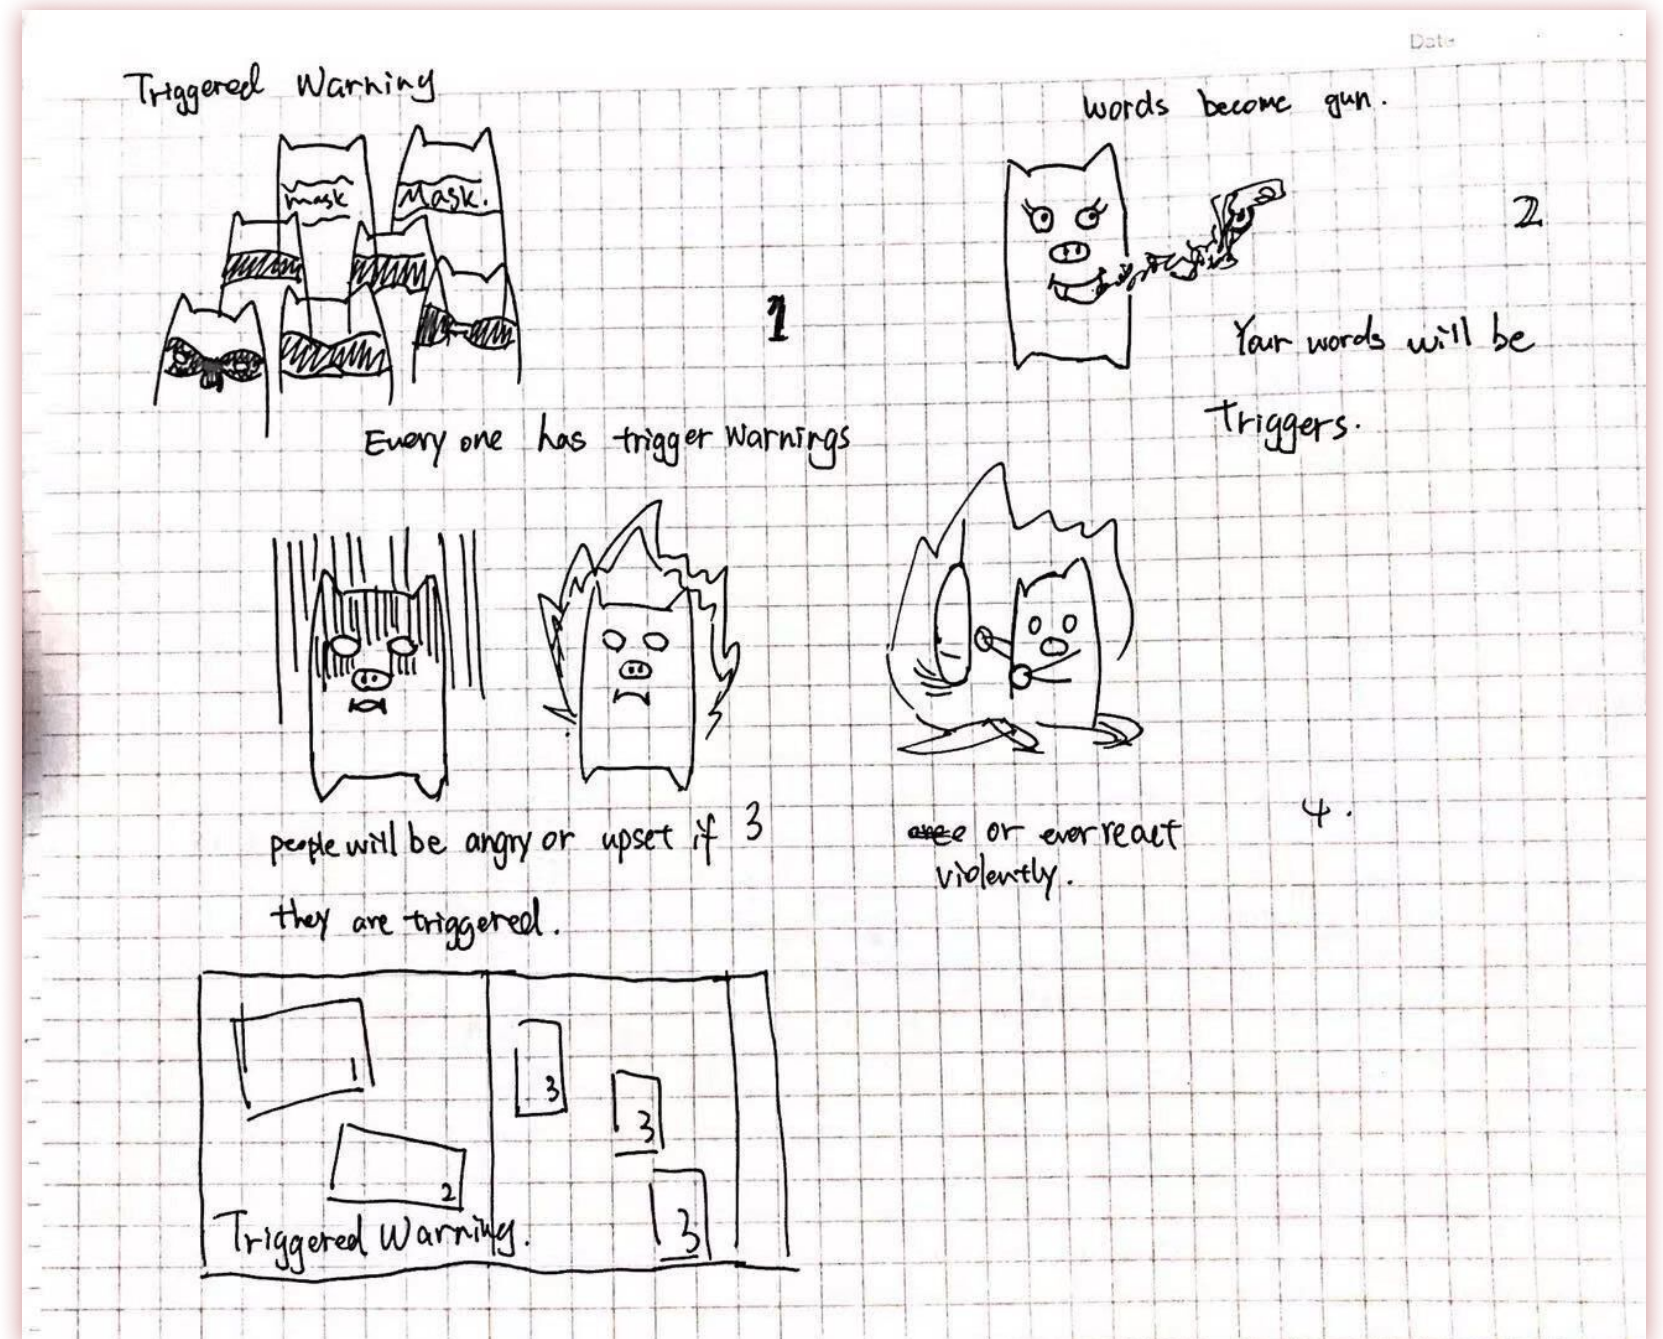 Date
Triggered Warning
mask
Mask.
1
Every one has trigger warnings
words become gun.
2
Your words will be
Triggers.
people will be angry or upset if
3
they are triggered.
or ever react
violently.
4.
1
2
3
3
3
Triggered Warning.